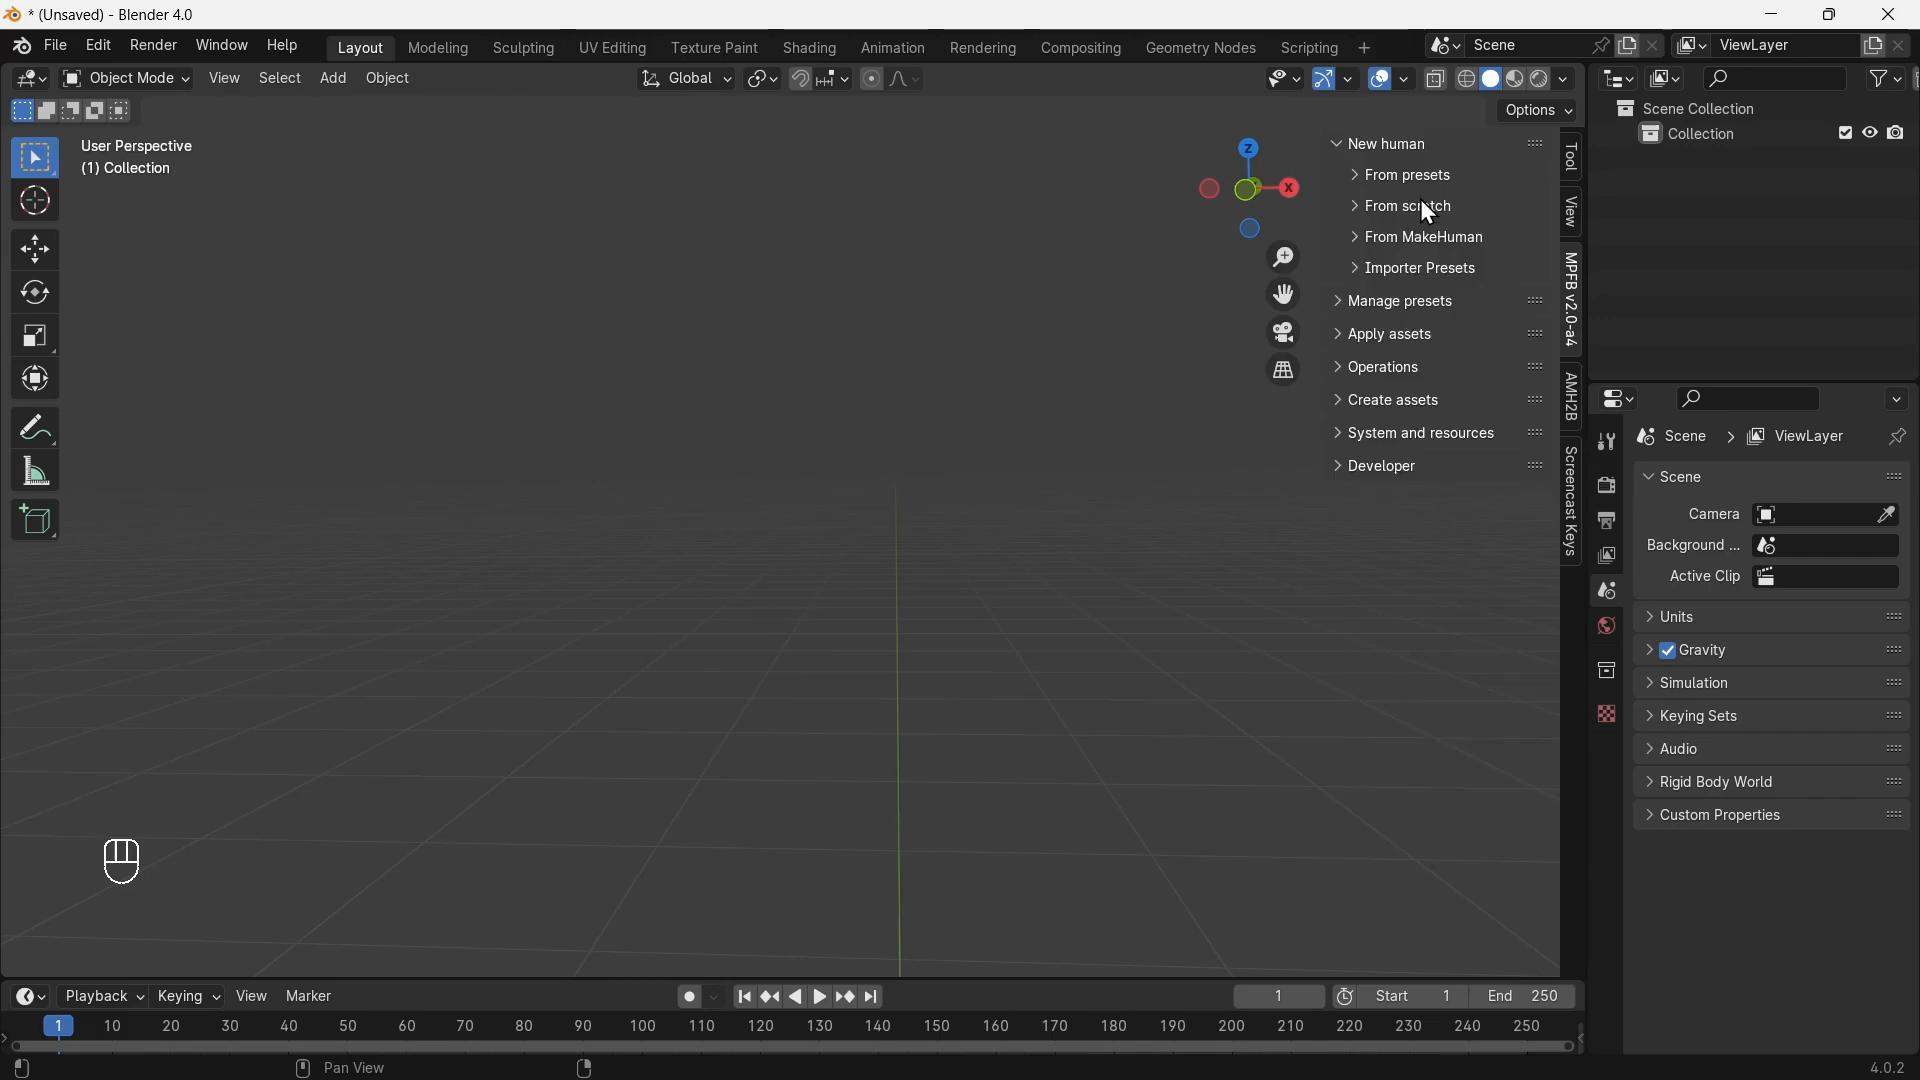 * (Unsaved) - Blender 4.0
File Edit Render Window Help Layout Modeling Sculpting UV Editing Texture Paint Shading Animation Rendering Compositing Geometry Nodes Scripting + Scene ViewLayer
Object Mode View Select Add Object Global
Options
User Perspective
(1) Collection
Z
X
New human
From presets
From scratch
From MakeHuman
Importer Presets
Manage presets
Apply assets
Operations
Create assets
System and resources
Developer
Tool
View
MPFB v2.0-a4
AMH2B
Screencast Keys
Scene Collection
Collection
Scene > ViewLayer
Scene
Camera
Background ...
Active Clip
Units
Gravity
Simulation
Keying Sets
Audio
Rigid Body World
Custom Properties
Playback Keying View Marker 1 Start 1 End 250
1 10 20 30 40 50 60 70 80 90 100 110 120 130 140 150 160 170 180 190 200 210 220 230 240 250
Pan View 4.0.2